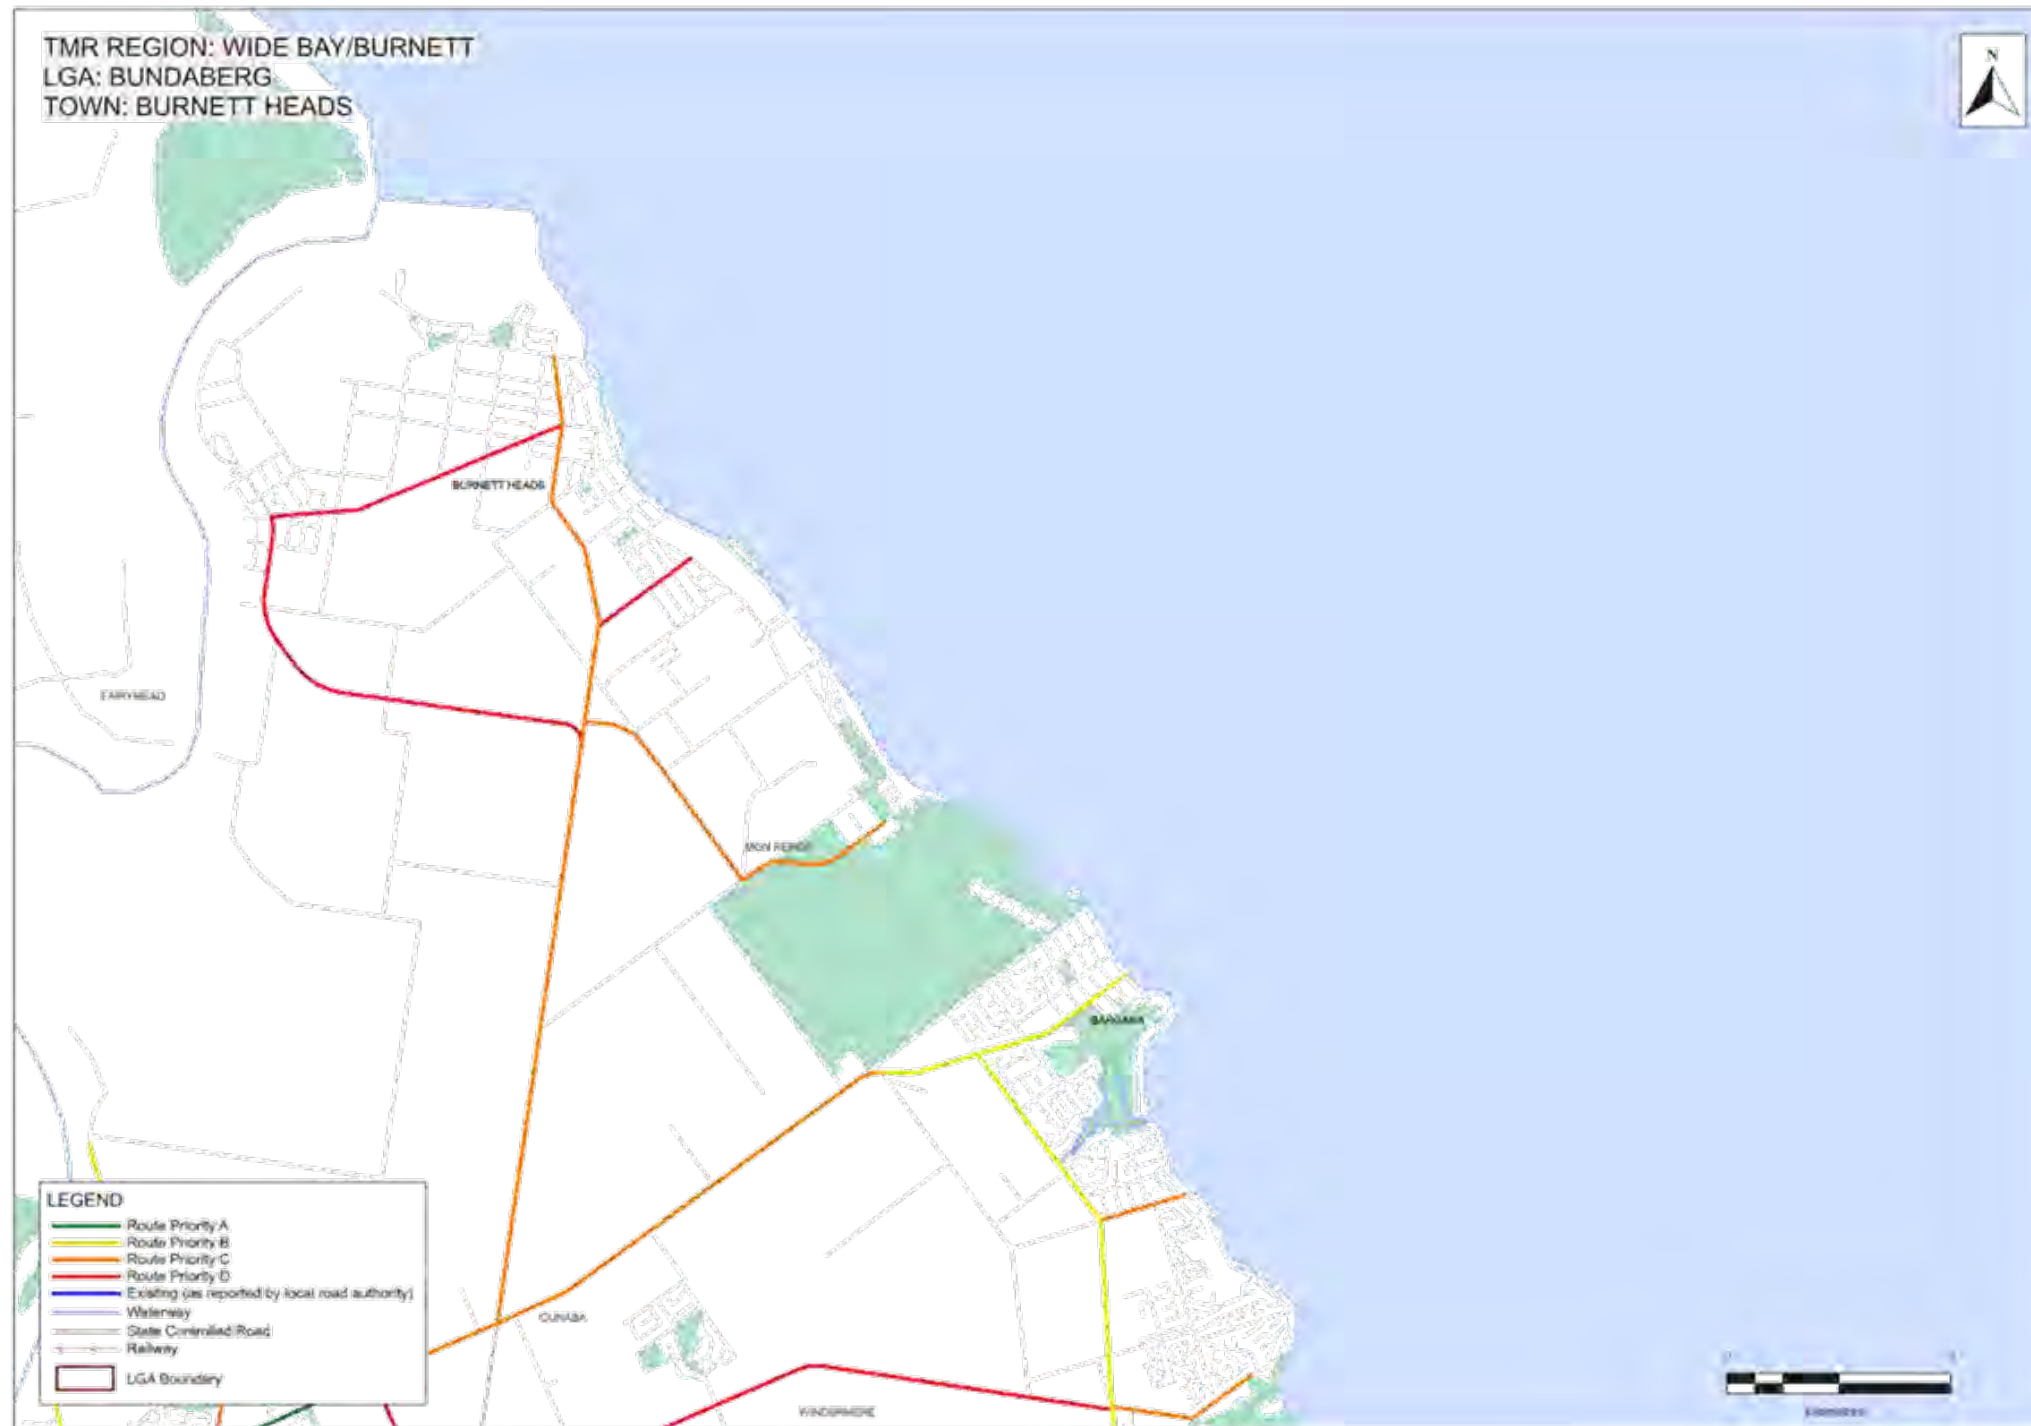 TMR REGION: WIDE BAY/BURNETT
LGA: BUNDABERG
TOWN: BURNETT HEADS
N
BURNETT HEADS
FAIRYMEAD
MON REPOS
BARGARA
QUNABA
WINDERMERE
LEGEND
Route Priority A
Route Priority B
Route Priority C
Route Priority D
Existing (as reported by local road authority)
Waterway
State Controlled Road
Railway
LGA Boundary